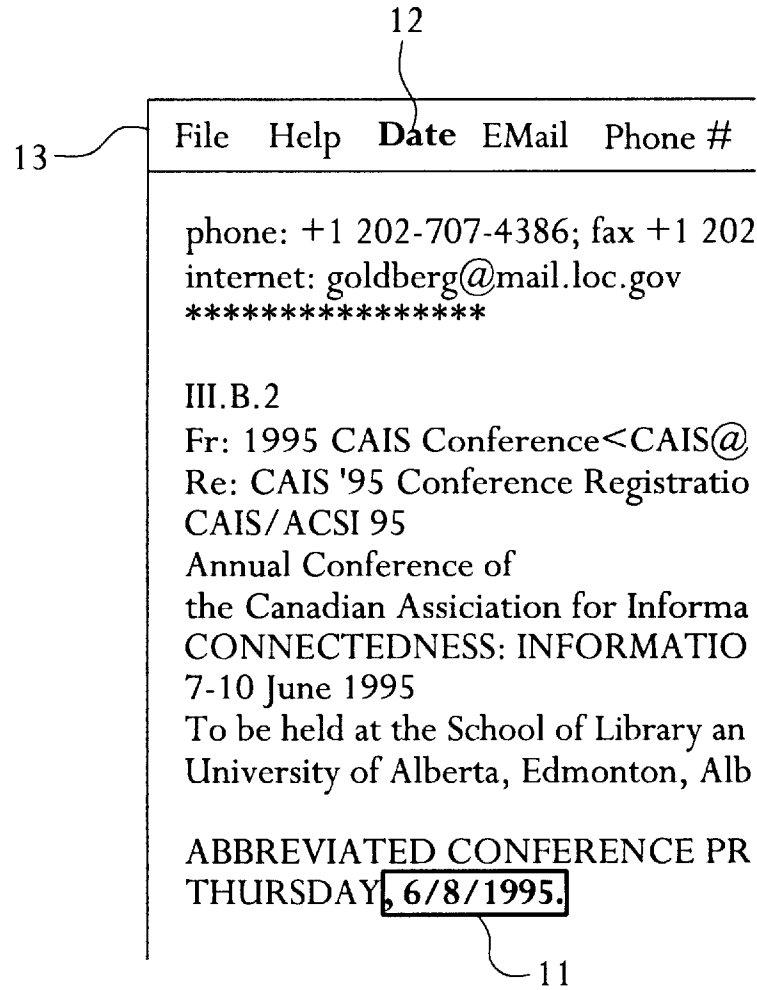 12
13
File Help Date EMail Phone #
phone: +1 202-707-4386; fax +1 202
internet: goldberg@mail.loc.gov
****************
III.B.2
Fr: 1995 CAIS Conference<CAIS@
Re: CAIS '95 Conference Registratio
CAIS/ACSI 95
Annual Conference of
the Canadian Assiciation for Informa
CONNECTEDNESS: INFORMATIO
7-10 June 1995
To be held at the School of Library an
University of Alberta, Edmonton, Alb
ABBREVIATED CONFERENCE PR
THURSDAY, 6/8/1995.
11